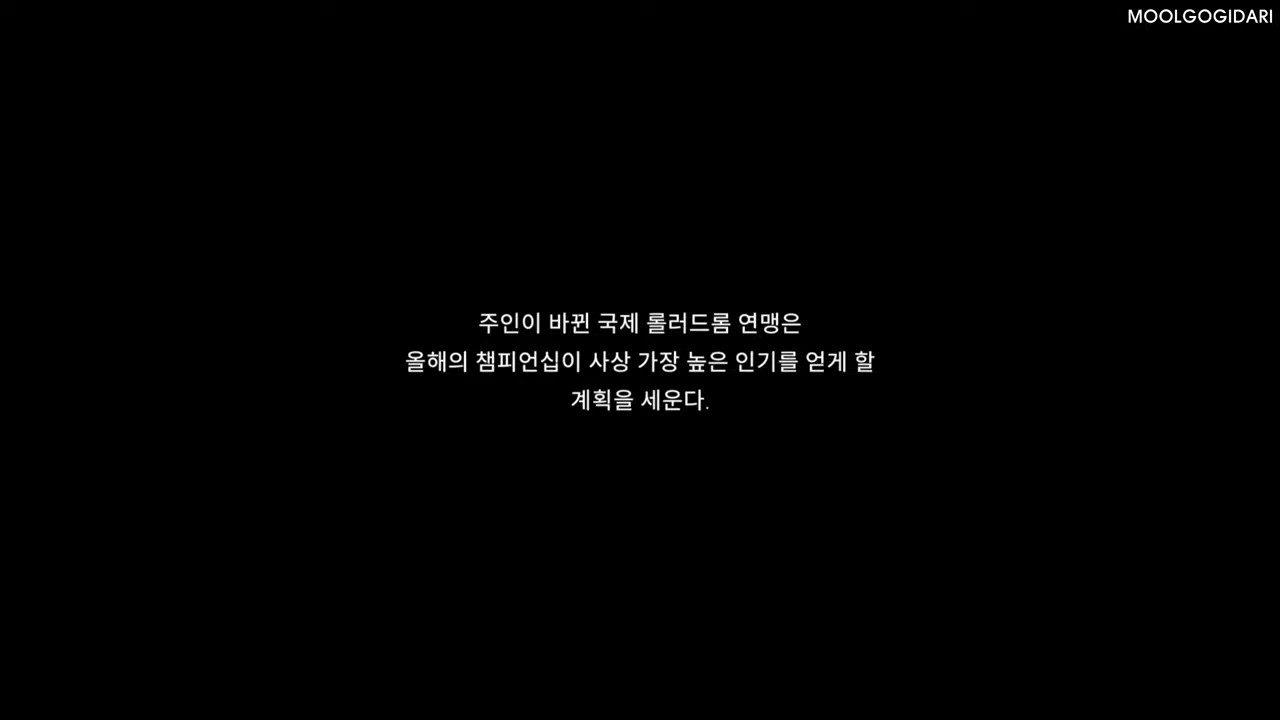 MOOLGOGIDARI
주인이 바뀐 국제 롤러드롬 연맹은
올해의 챔피언십이 사상 가장 높은 인기를 얻게 할
계획을 세운다.